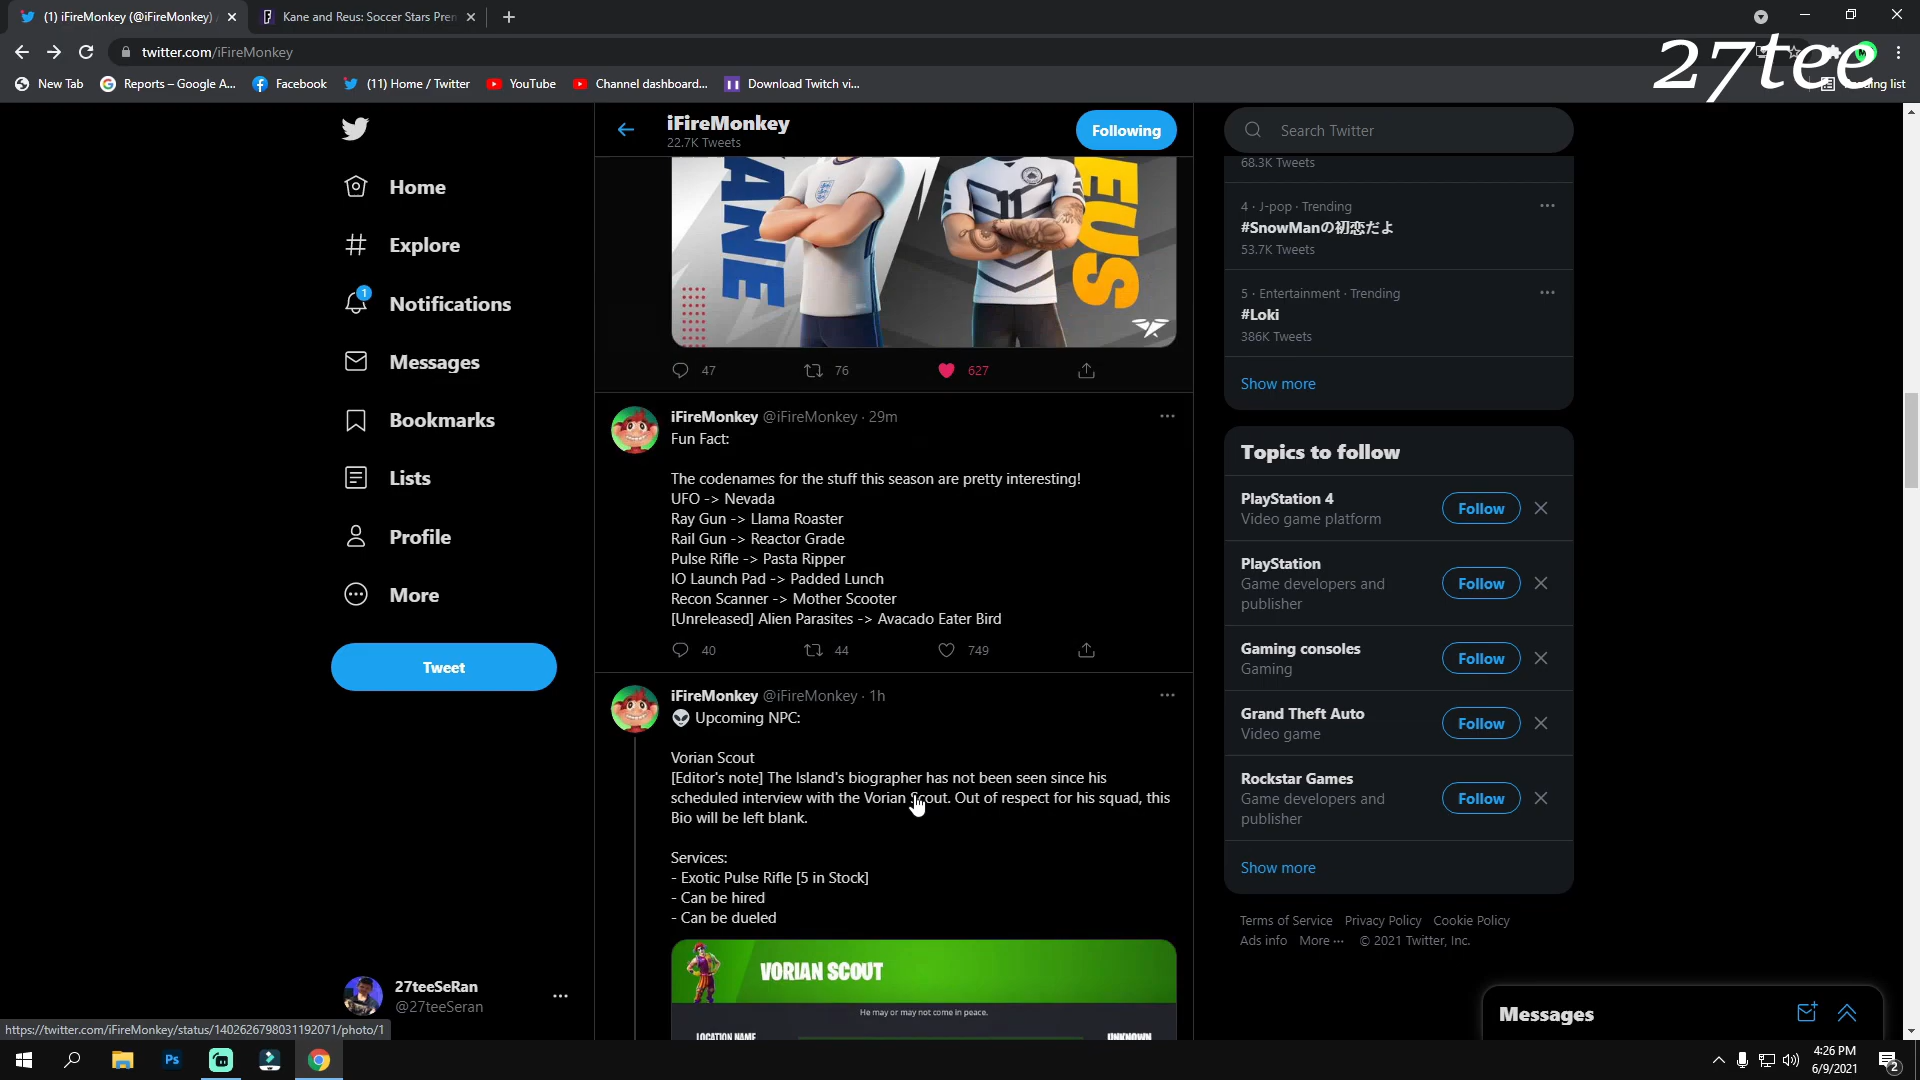 (1) iFireMonkey (@iFireMonkey)
Kane and Reus: Soccer Stars Pren
twitter.com/iFireMonkey
27tee
New Tab
Reports – Google A...
Facebook
(11) Home / Twitter
YouTube
Channel dashboard...
Download Twitch vi...
list
Home
Explore
1
Notifications
Messages
Bookmarks
Lists
Profile
More
Tweet
27teeSeRan
@27teeSeran
https://twitter.com/iFireMonkey/status/1402626798031192071/photo/1
iFireMonkey
22.7K Tweets
Following
ANE
11
EUS
47
76
627
iFireMonkey @iFireMonkey · 29m
Fun Fact:
The codenames for the stuff this season are pretty interesting!
UFO -> Nevada
Ray Gun -> Llama Roaster
Rail Gun -> Reactor Grade
Pulse Rifle -> Pasta Ripper
IO Launch Pad -> Padded Lunch
Recon Scanner -> Mother Scooter
[Unreleased] Alien Parasites -> Avacado Eater Bird
40
44
749
iFireMonkey @iFireMonkey · 1h
👽 Upcoming NPC:
Vorian Scout
[Editor's note] The Island's biographer has not been seen since his
scheduled interview with the Vorian Scout. Out of respect for his squad, this
Bio will be left blank.
Services:
- Exotic Pulse Rifle [5 in Stock]
- Can be hired
- Can be dueled
VORIAN SCOUT
He may or may not come in peace.
LOCATION NAME
UNKNOWN
Search Twitter
68.3K Tweets
4 · J-pop · Trending
#SnowManの初恋だよ
53.7K Tweets
5 · Entertainment · Trending
#Loki
386K Tweets
Show more
Topics to follow
PlayStation 4
Video game platform
Follow
PlayStation
Game developers and
publisher
Follow
Gaming consoles
Gaming
Follow
Grand Theft Auto
Video game
Follow
Rockstar Games
Game developers and
publisher
Follow
Show more
Terms of Service Privacy Policy Cookie Policy
Ads info More ··· © 2021 Twitter, Inc.
Messages
Ps
4:26 PM
6/9/2021
2